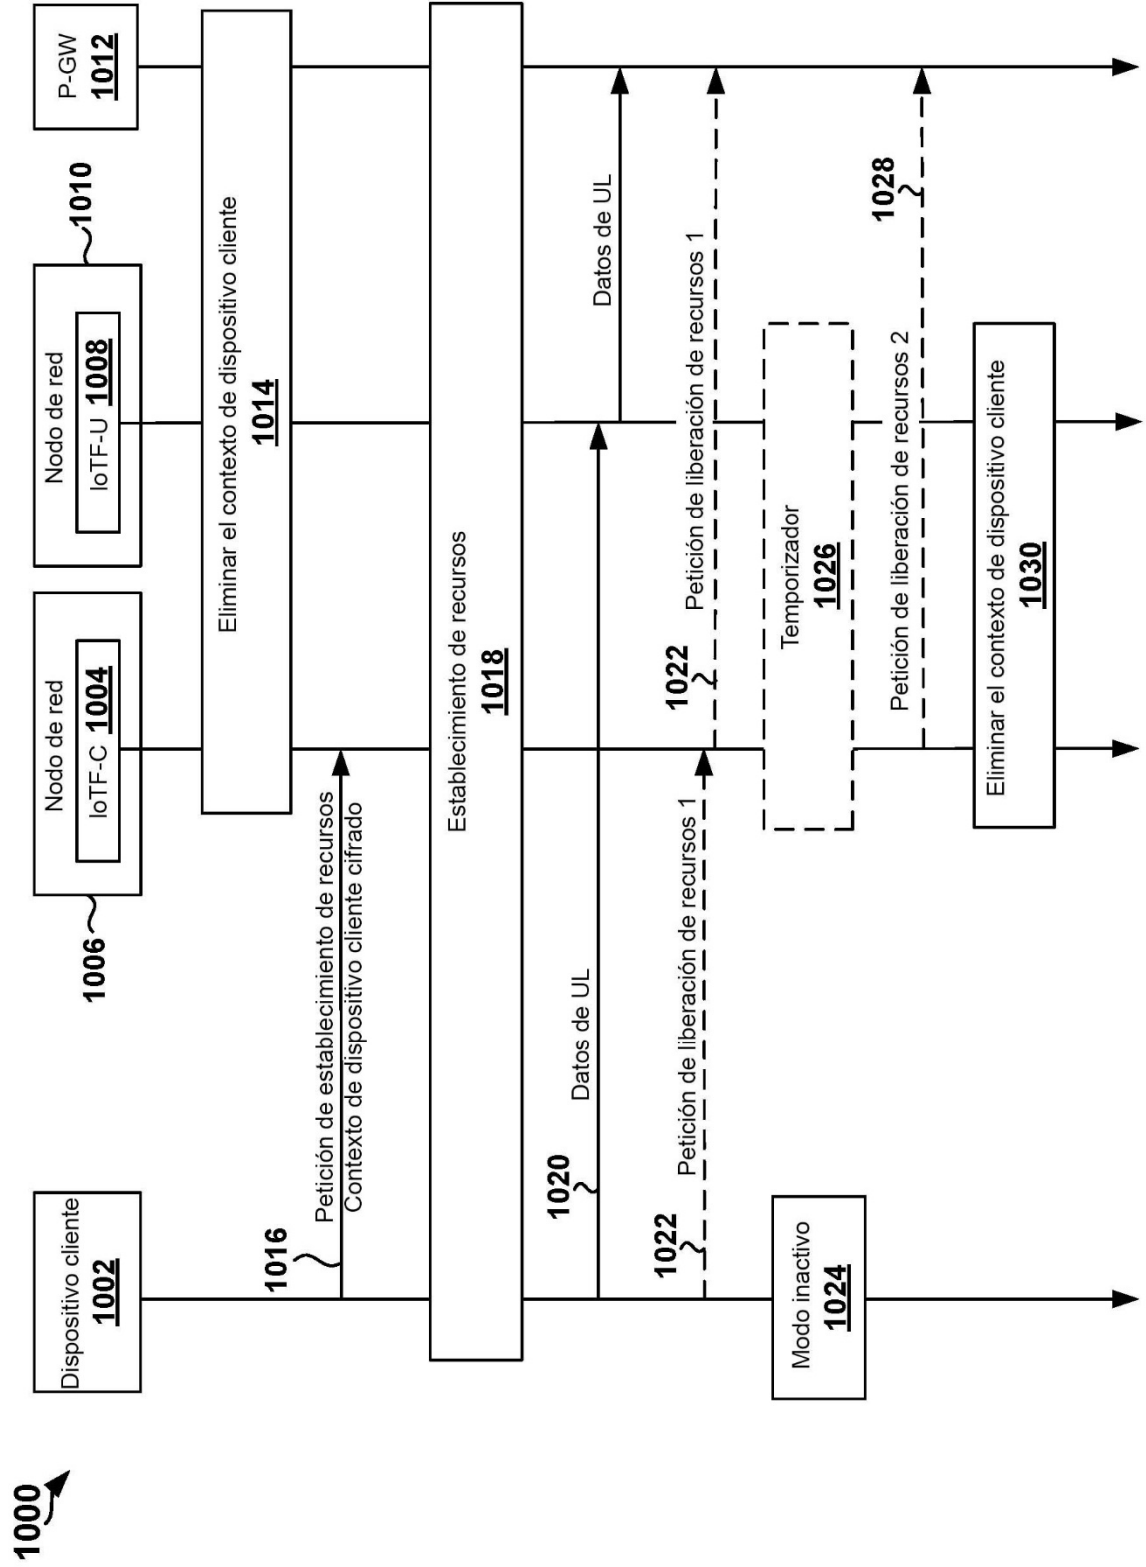 1000
Dispositivo cliente
1002
1006
Nodo de red
IoTF-C 1004
Nodo de red
IoTF-U 1008
1010
P-GW
1012
Eliminar el contexto de dispositivo cliente
1014
1016
Petición de establecimiento de recursos
Contexto de dispositivo cliente cifrado
Establecimiento de recursos
1018
1020
Datos de UL
Datos de UL
1022
Petición de liberación de recursos 1
1022
Petición de liberación de recursos 1
Modo inactivo
1024
Temporizador
1026
Petición de liberación de recursos 2
1028
Eliminar el contexto de dispositivo cliente
1030